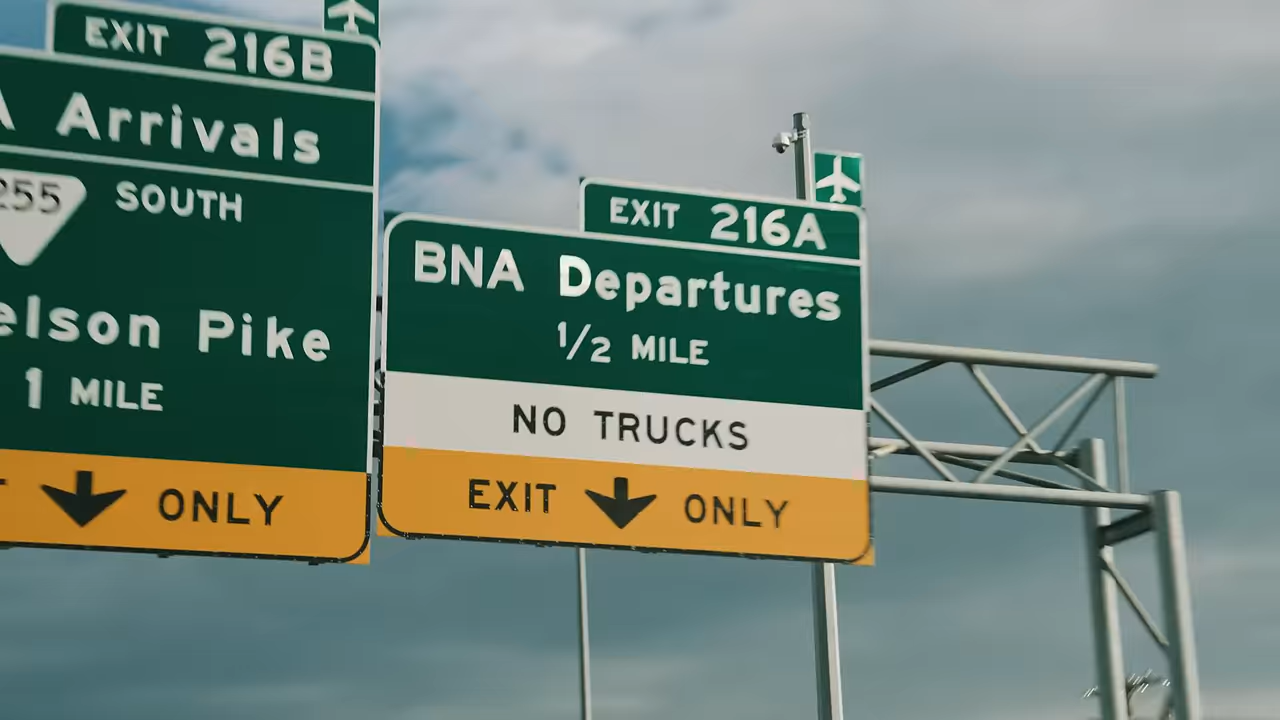 EXIT 216B
Arrivals
255 SOUTH
elson Pike
1 MILE
ONLY
EXIT 216A
BNA Departures
1/2 MILE
NO TRUCKS
EXIT ONLY